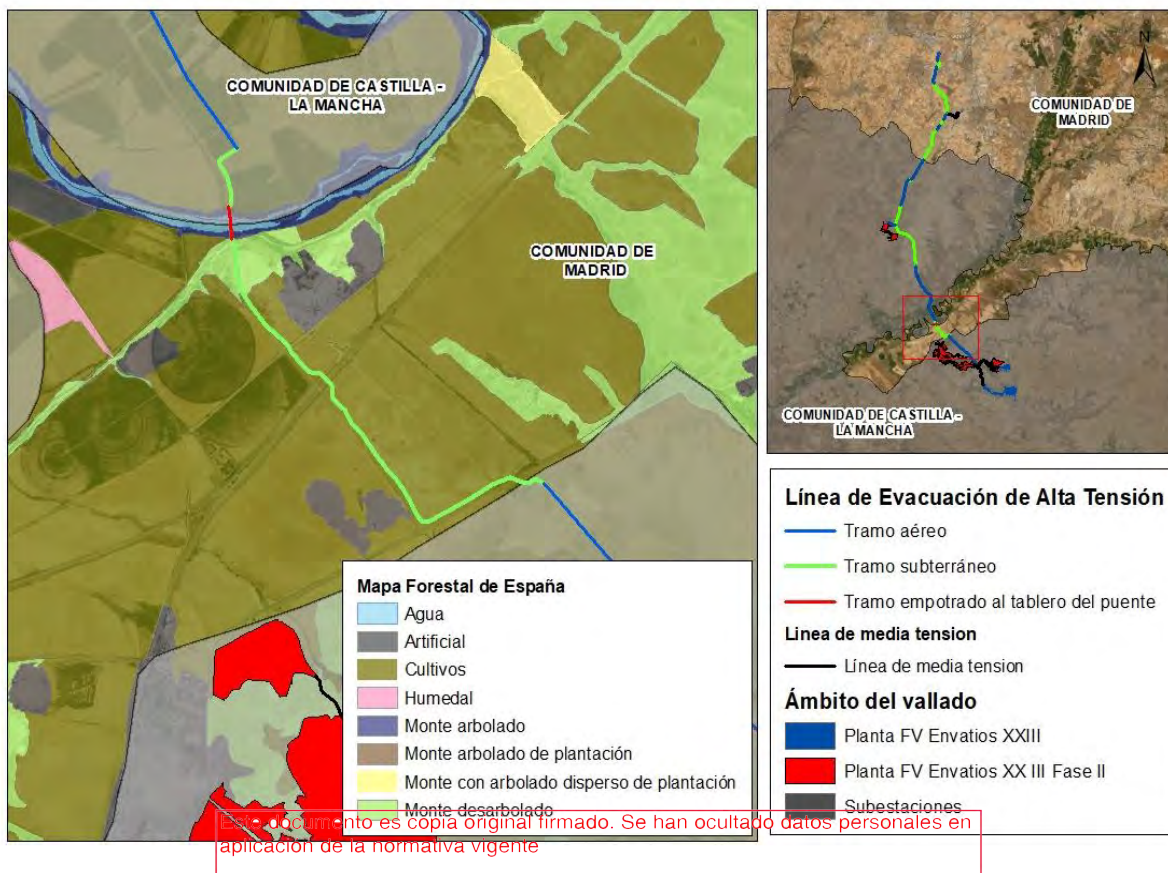 COMUNIDAD DE CASTILLA -
LA MANCHA
COMUNIDAD DE
MADRID
N
COMUNIDAD DE
MADRID
COMUNIDAD DE CASTILLA -
LA MANCHA
Mapa Forestal de España
Agua
Artificial
Cultivos
Humedal
Monte arbolado
Monte arbolado de plantación
Monte con arbolado disperso de plantación
Monte desarbolado
Línea de Evacuación de Alta Tensión
Tramo aéreo
Tramo subterráneo
Tramo empotrado al tablero del puente
Linea de media tension
Línea de media tension
Ámbito del vallado
Planta FV Envatios XXIII
Planta FV Envatios XX III Fase II
Subestaciones
Este documento es copia original firmado. Se han ocultado datos personales en
aplicación de la normativa vigente